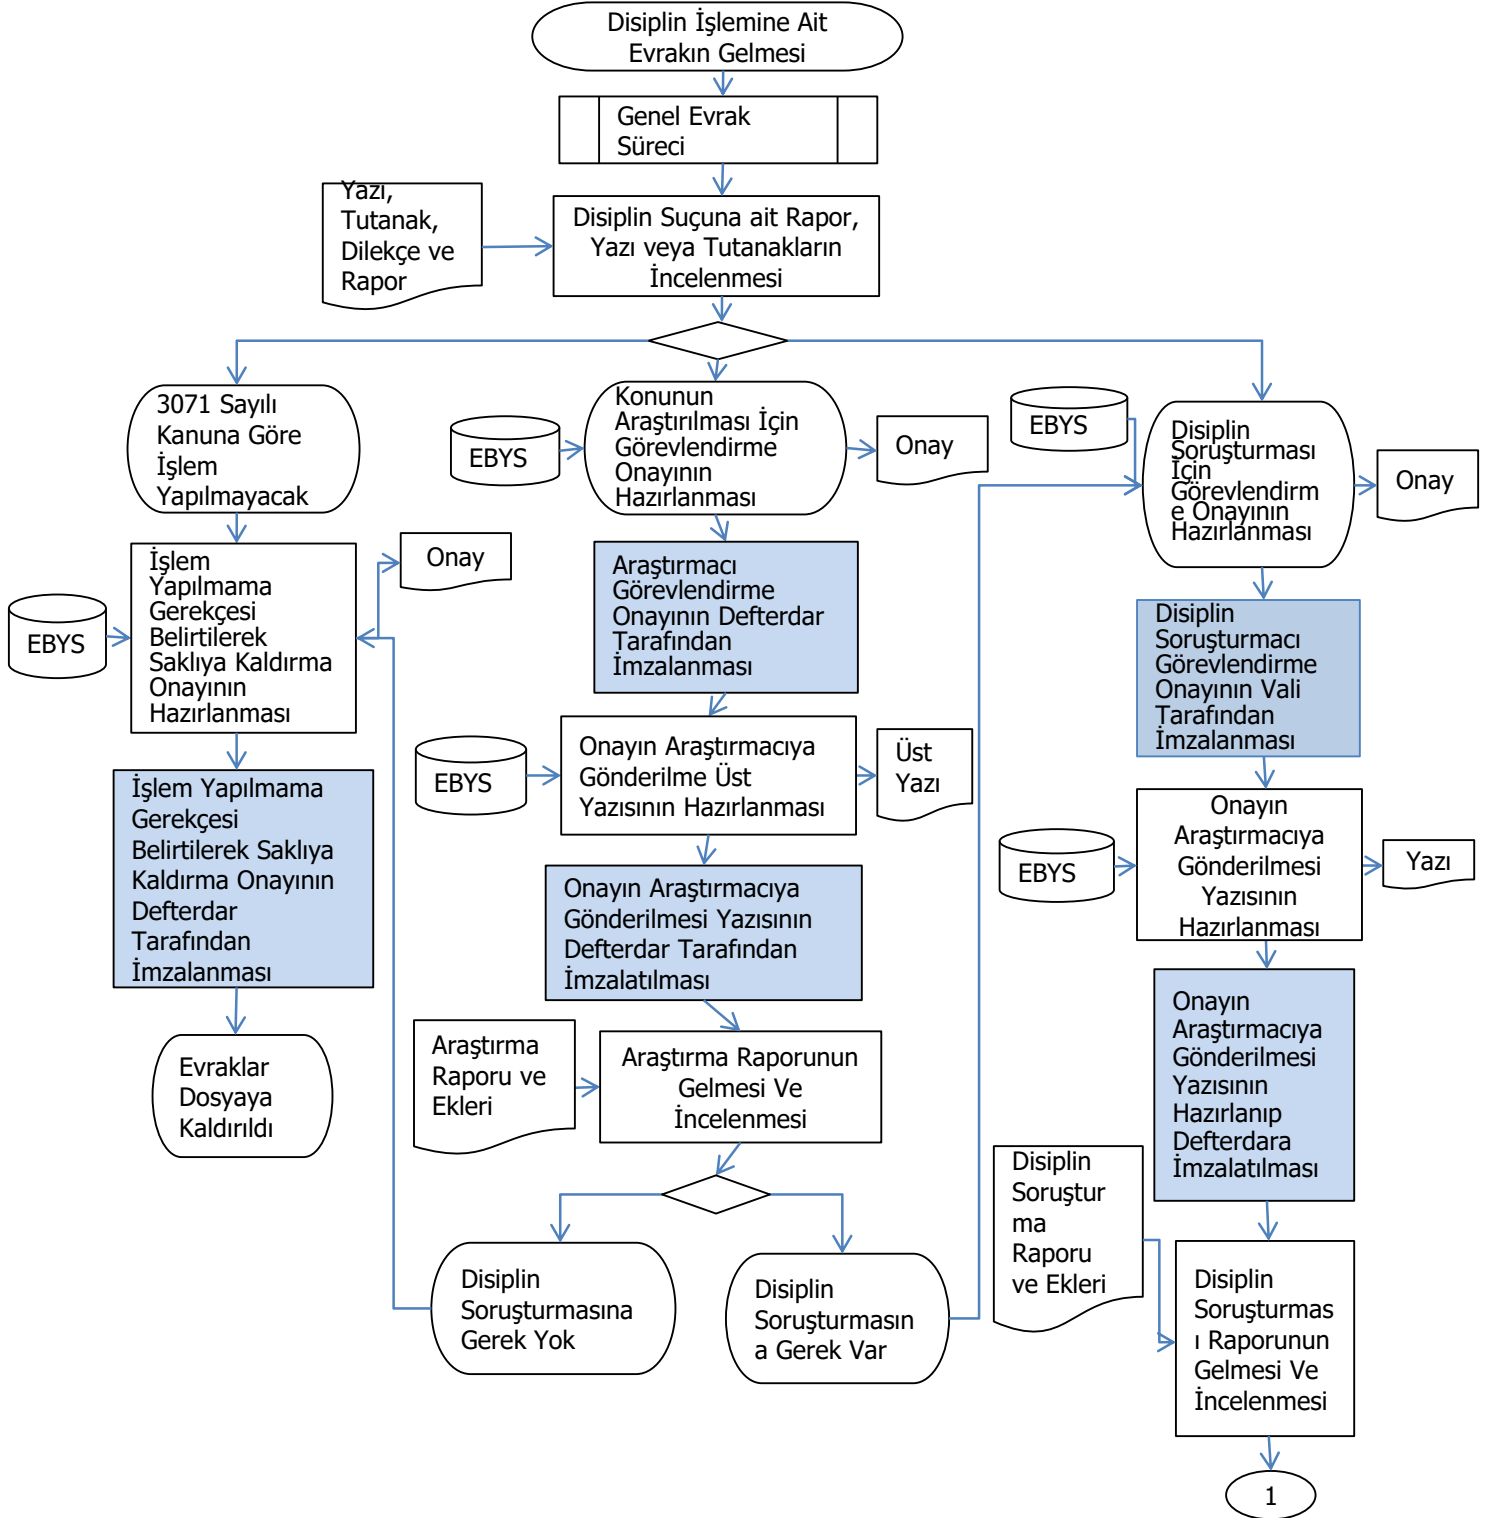 Disiplin İşlemine Ait
Evrakın Gelmesi
Genel Evrak
Süreci
Yazı,
Tutanak,
Dilekçe ve
Rapor
Disiplin Suçuna ait Rapor,
Yazı veya Tutanakların
İncelenmesi
3071 Sayılı
Kanuna Göre
İşlem
Yapılmayacak
EBYS
Konunun
Araştırılması İçin
Görevlendirme
Onayının
Hazırlanması
Onay
EBYS
Disiplin
Soruşturması
İçin
Görevlendirm
e Onayının
Hazırlanması
Onay
EBYS
İşlem
Yapılmama
Gerekçesi
Belirtilerek
Saklıya Kaldırma
Onayının
Hazırlanması
Onay
Araştırmacı
Görevlendirme
Onayının Defterdar
Tarafından
İmzalanması
Disiplin
Soruşturmacı
Görevlendirme
Onayının Vali
Tarafından
İmzalanması
İşlem Yapılmama
Gerekçesi
Belirtilerek Saklıya
Kaldırma Onayının
Defterdar
Tarafından
İmzalanması
EBYS
Onayın Araştırmacıya
Gönderilme Üst
Yazısının Hazırlanması
Üst
Yazı
EBYS
Onayın
Araştırmacıya
Gönderilmesi
Yazısının
Hazırlanması
Yazı
Onayın Araştırmacıya
Gönderilmesi Yazısının
Defterdar Tarafından
İmzalatılması
Onayın
Araştırmacıya
Gönderilmesi
Yazısının
Hazırlanıp
Defterdara
İmzalatılması
Evraklar
Dosyaya
Kaldırıldı
Araştırma
Raporu ve
Ekleri
Araştırma Raporunun
Gelmesi Ve
İncelenmesi
Disiplin
Soruştur
ma
Raporu
ve Ekleri
Disiplin
Soruşturmasına
Gerek Yok
Disiplin
Soruşturmasın
a Gerek Var
Disiplin
Soruşturmas
ı Raporunun
Gelmesi Ve
İncelenmesi
1